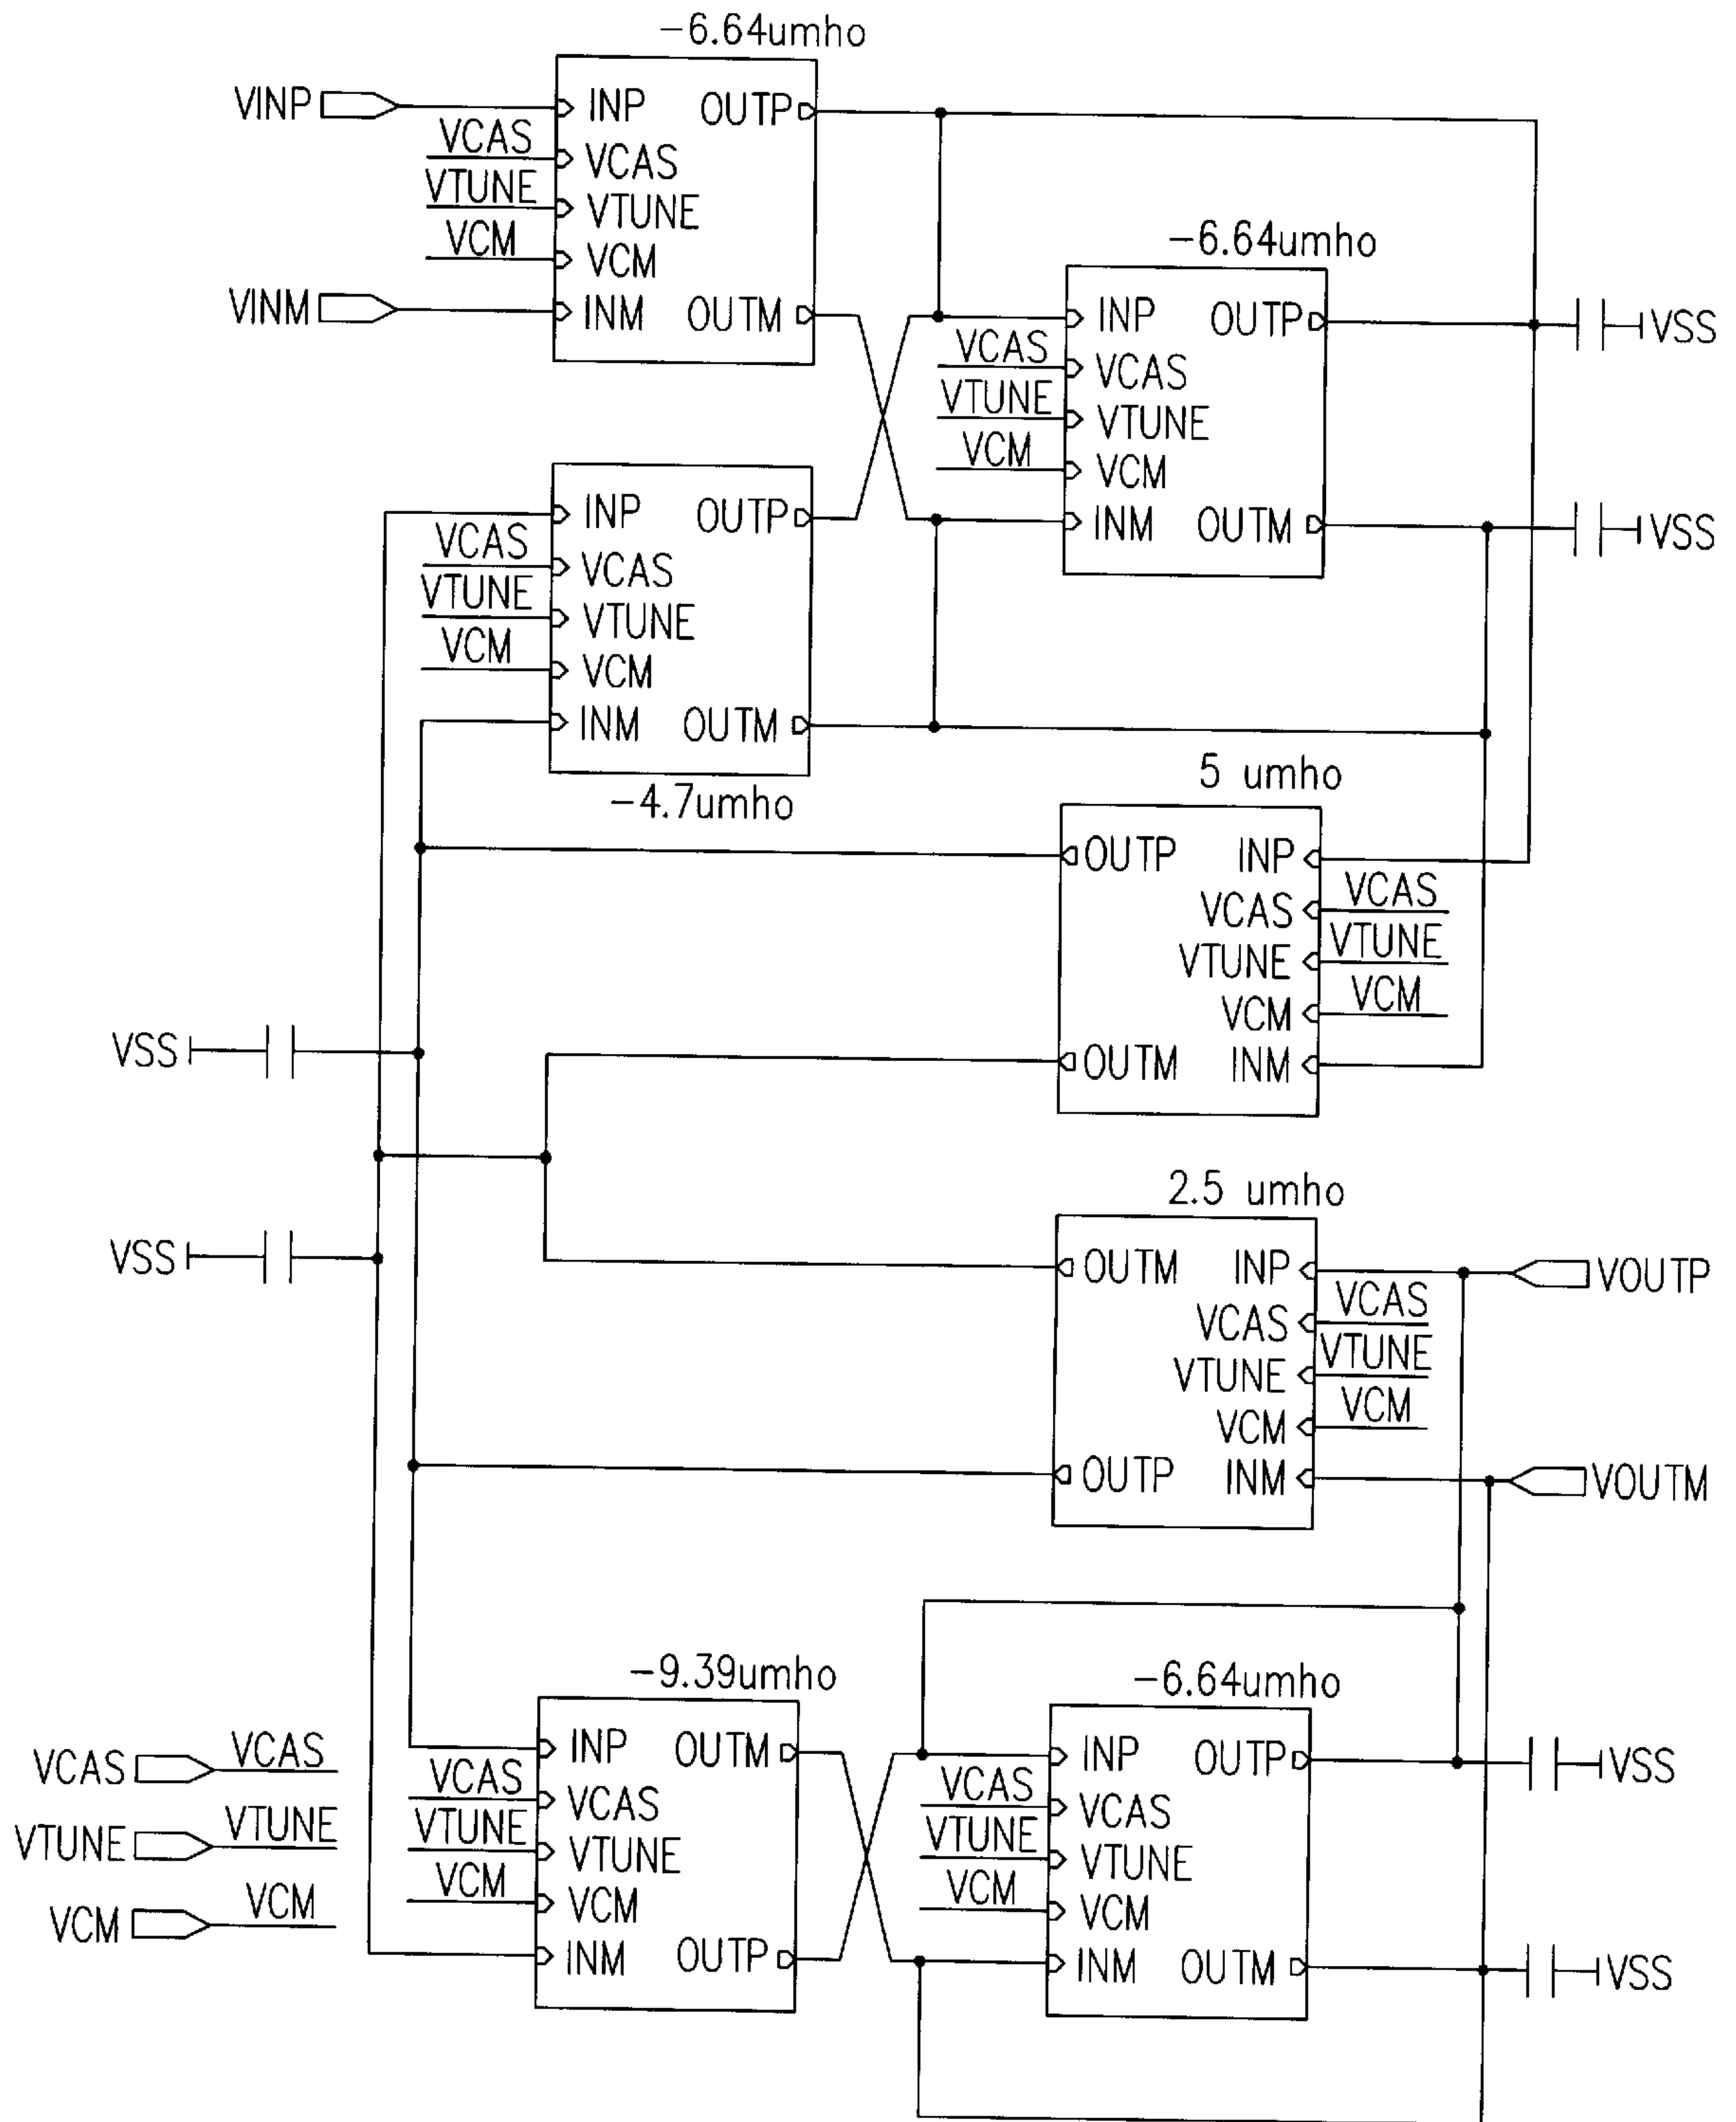 -6.64umho
VINP
INP OUTP
VCAS VCAS
VTUNE VTUNE
VCM VCM
VINM
INM OUTM
-6.64umho
INP OUTP
VSS
VCAS VCAS
VTUNE VTUNE
VCM VCM
INM OUTM
VSS
INP OUTP
VCAS VCAS
VTUNE VTUNE
VCM VCM
INM OUTM
-4.7umho
5 umho
OUTP INP
VCAS VCAS
VTUNE VTUNE
VCM VCM
OUTM INM
VSS
VSS
2.5 umho
OUTM INP
VOUTP
VCAS VCAS
VTUNE VTUNE
VCM VCM
OUTP INM
VOUTM
-9.39umho
INP OUTM
VCAS VCAS
VTUNE VTUNE
VCM VCM
INM OUTP
-6.64umho
INP OUTP
VSS
VCAS VCAS
VTUNE VTUNE
VCM VCM
INM OUTM
VSS
VCAS VCAS
VTUNE VTUNE
VCM VCM